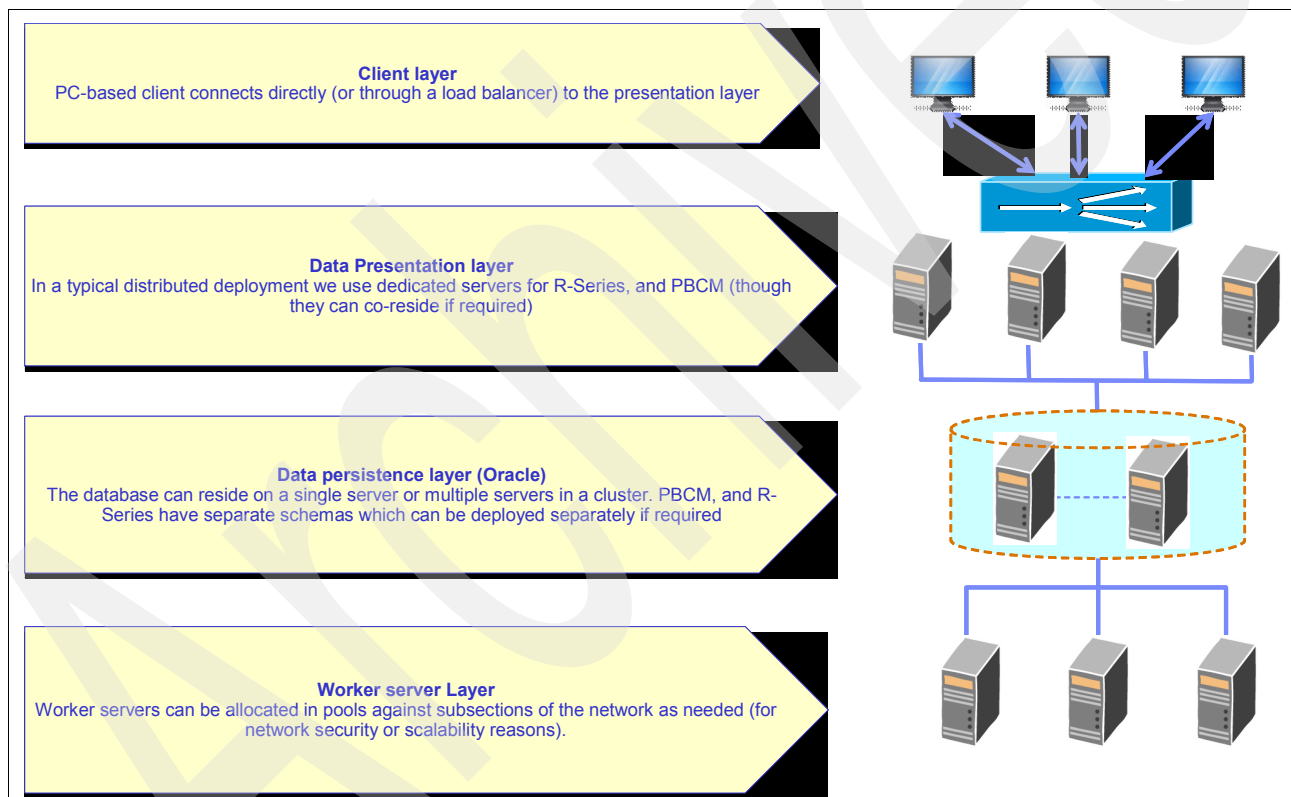 Client layer
PC-based client connects directly (or through a load balancer) to the presentation layer
Data Presentation layer
In a typical distributed deployment we use dedicated servers for R-Series, and PBCM (though
they can co-reside if required)
Data persistence layer (Oracle)
The database can reside on a single server or multiple servers in a cluster. PBCM, and R-
Series have separate schemas which can be deployed separately if required
Worker server Layer
Worker servers can be allocated in pools against subsections of the network as needed (for
network security or scalability reasons).
Archive